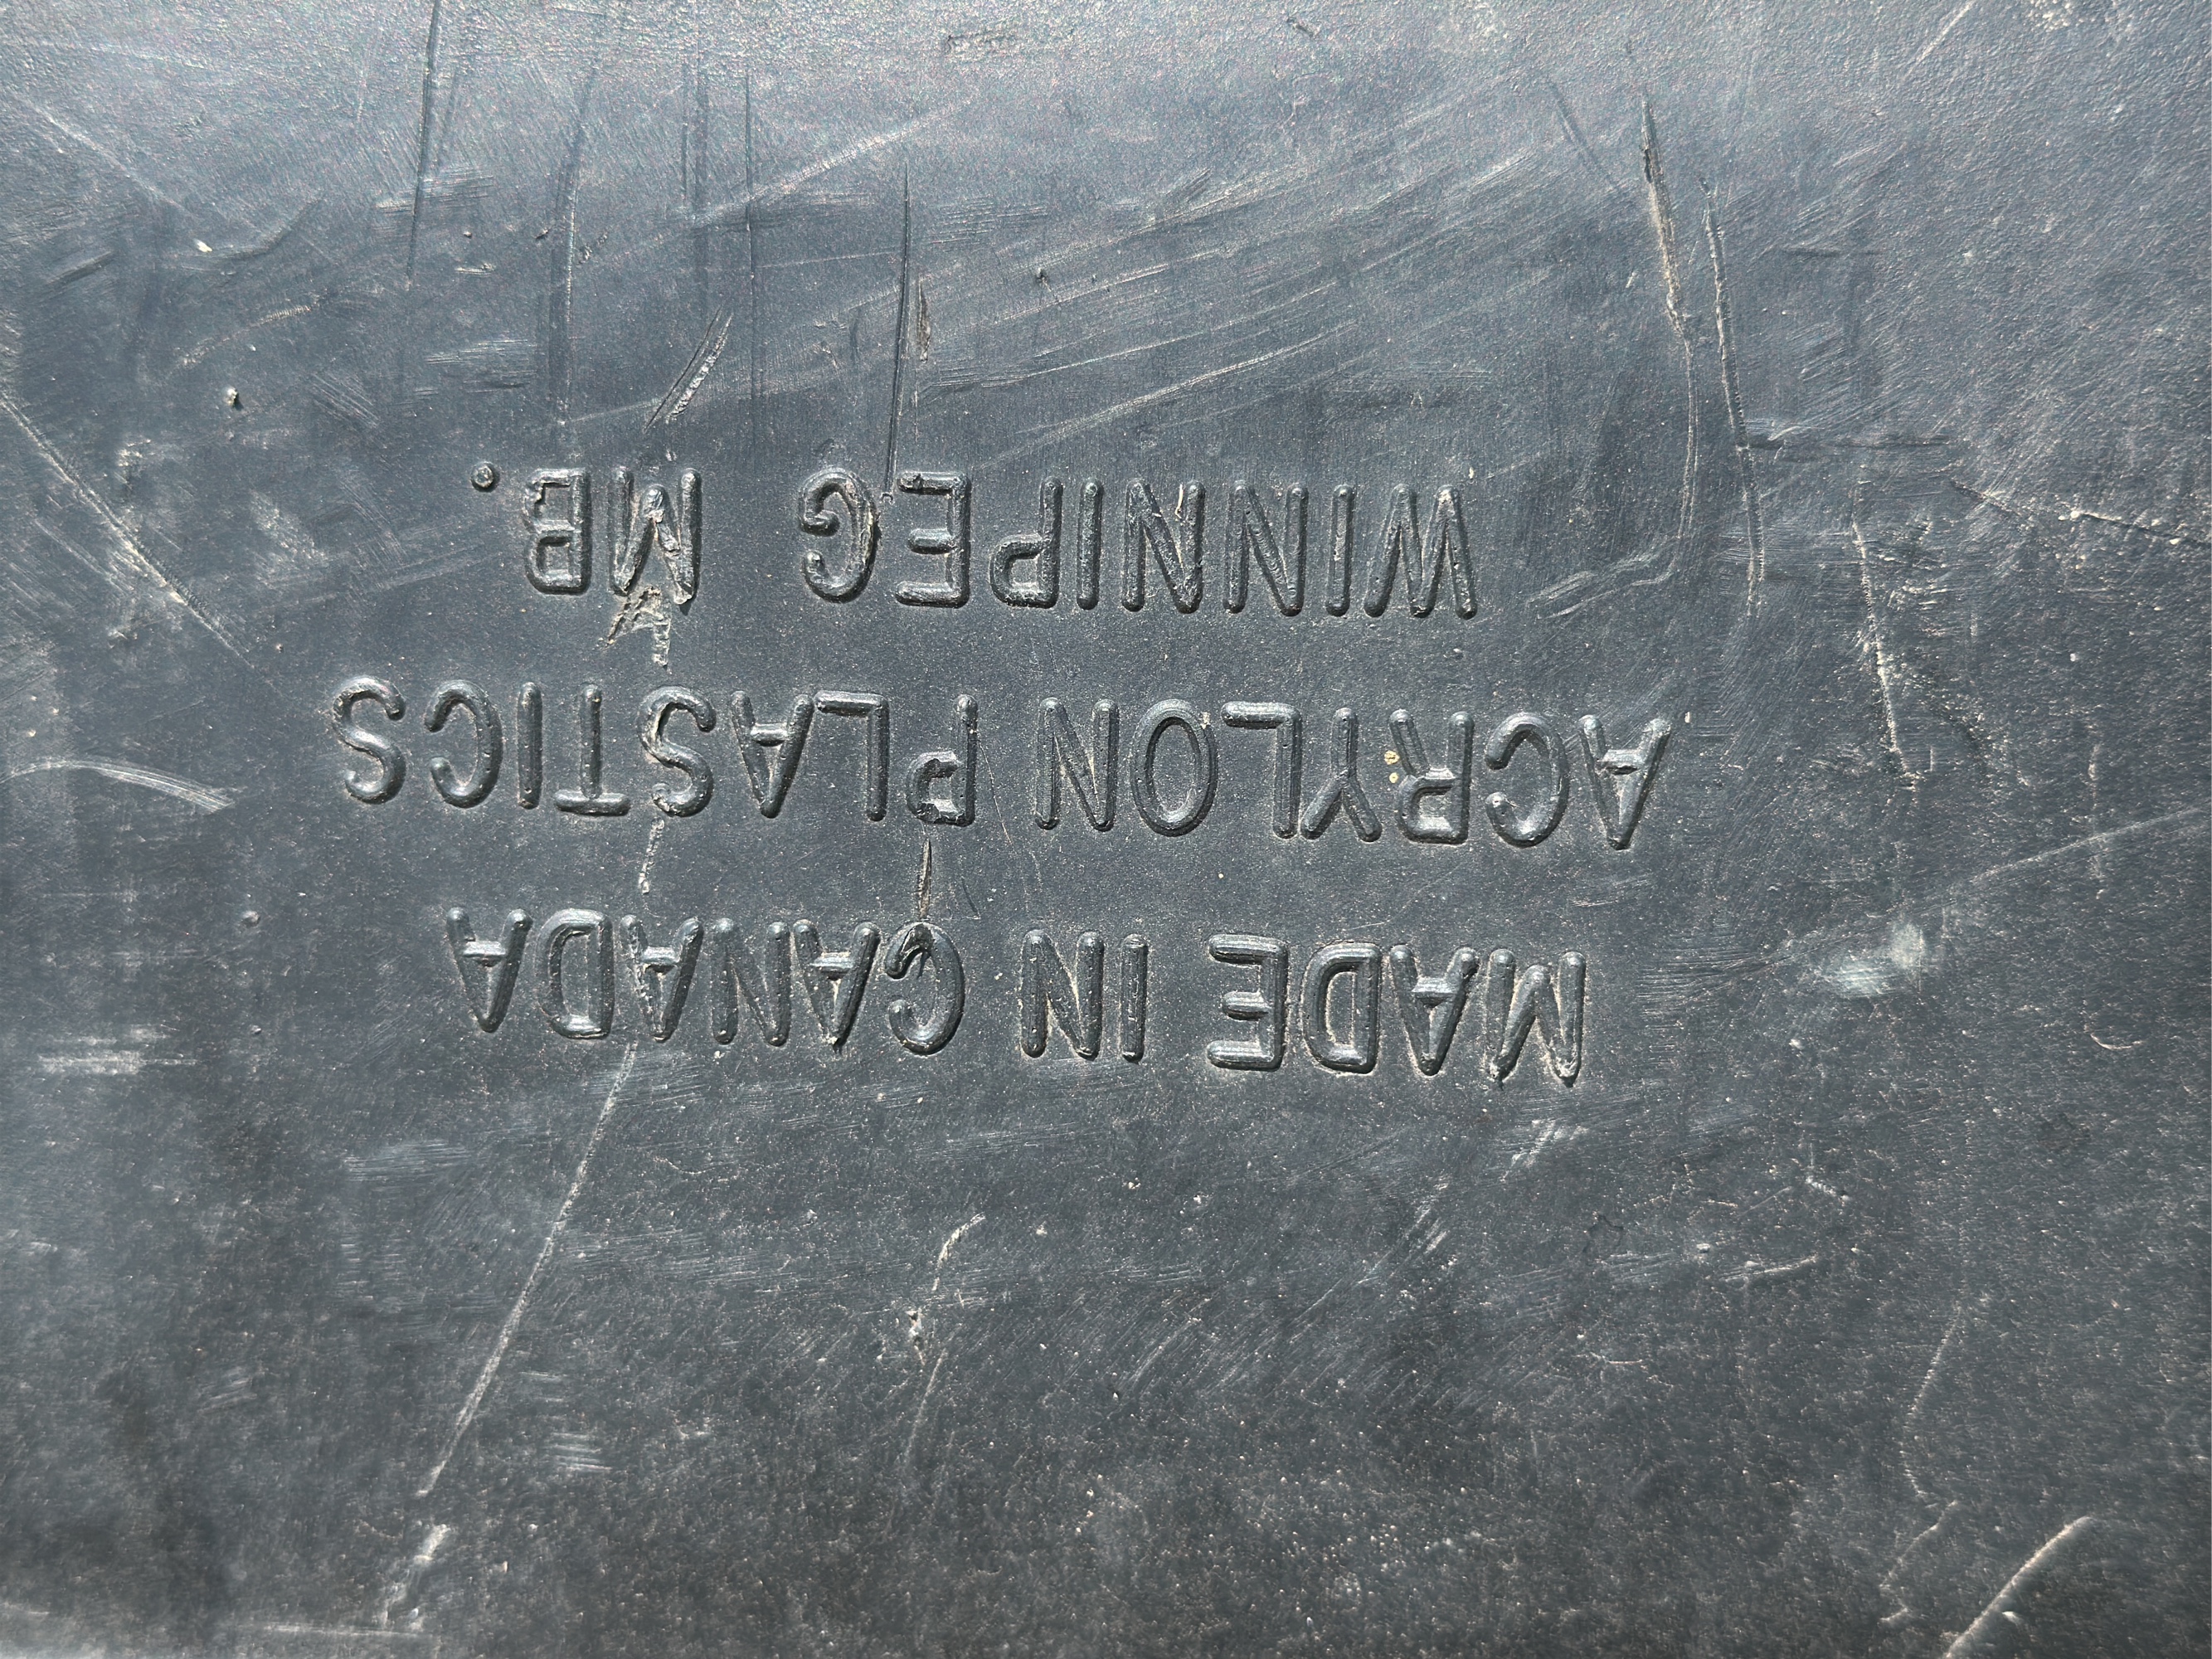 MADE IN CANADA
ACRYLON PLASTICS
WINNIPEG MB.